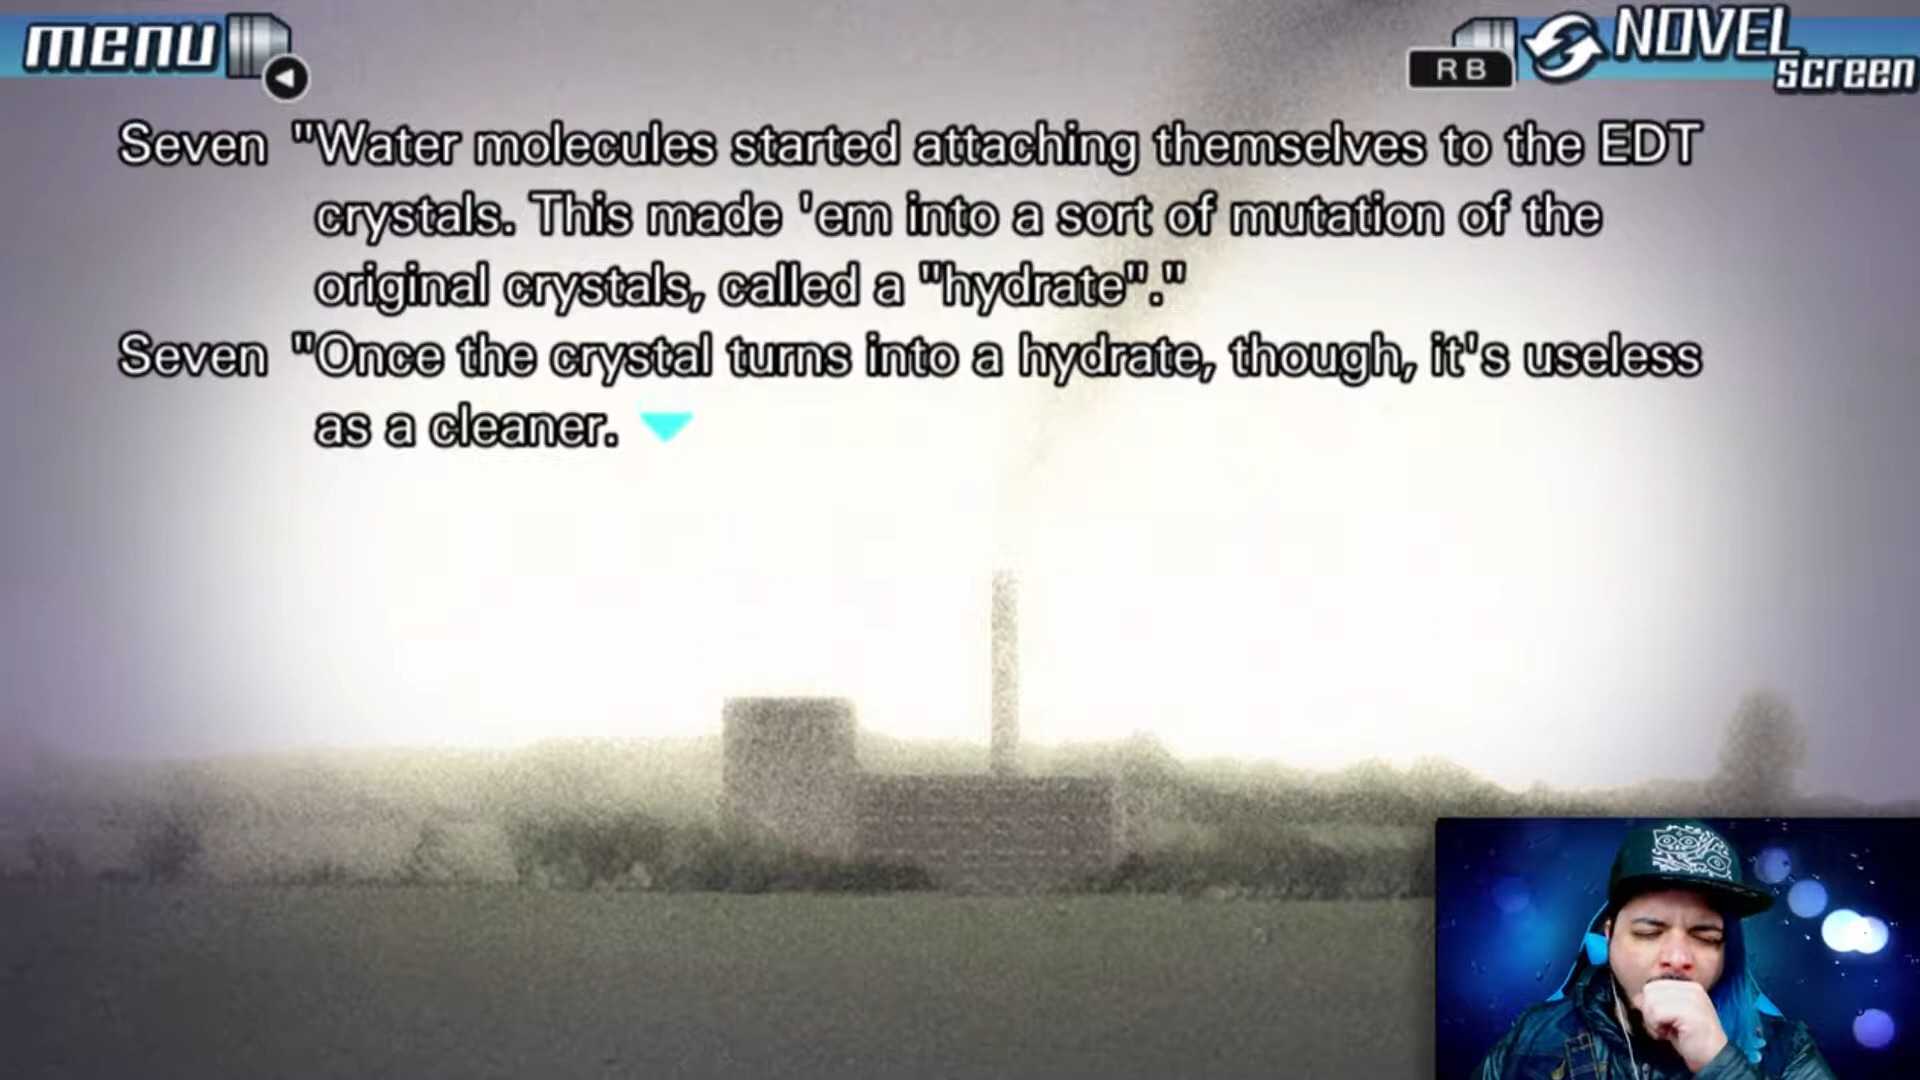 menu
RB
NOVEL
screen
Seven "Water molecules started attaching themselves to the EDT
crystals. This made 'em into a sort of mutation of the
original crystals, called a "hydrate"."
Seven "Once the crystal turns into a hydrate, though, it's useless
as a cleaner.